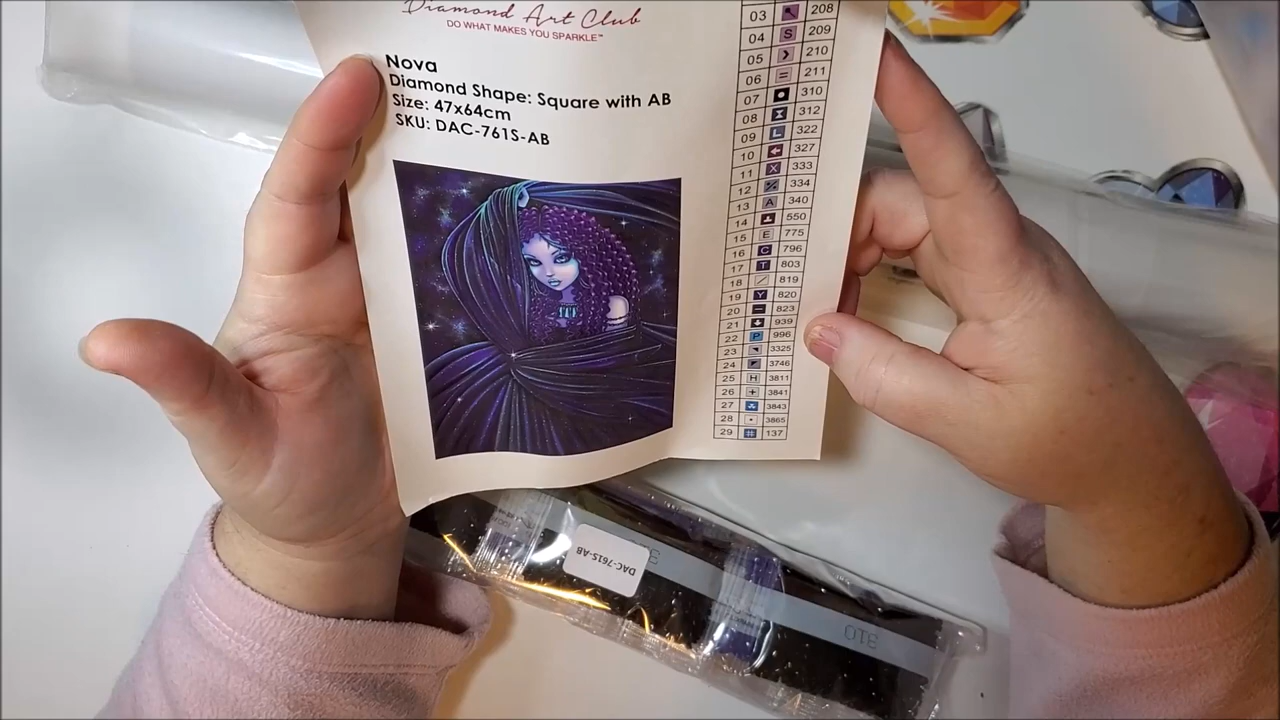 Diamond Art Club
DO WHAT MAKES YOU SPARKLE™
Nova
Diamond Shape: Square with AB
Size: 47x64cm
SKU: DAC-761S-AB
03 208
04 S 209
05 210
06 = 211
07 310
08 312
09 L 322
10 327
11 X 333
12 334
13 A 340
14 550
15 E 775
16 C 796
17 T 803
18 819
19 Y 820
20 823
21 939
22 P 996
23 3325
24 3746
25 H 3811
26 + 3841
27 3843
28 3865
29 # 137
DAC-761S-AB
310